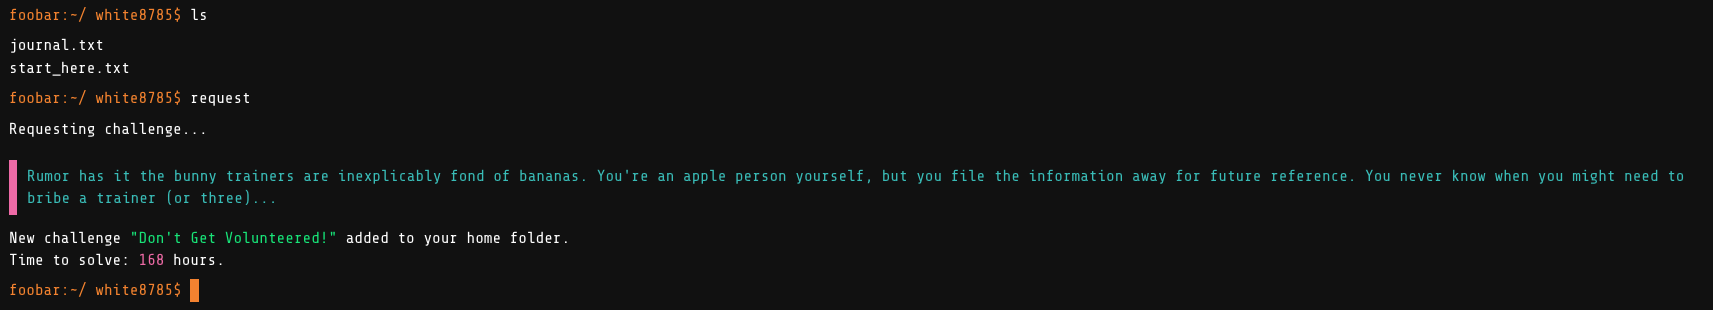 foobar:~/ white8785$ ls
journal.txt
start_here.txt
foobar:~/ white8785$ request
Requesting challenge...
Rumor has it the bunny trainers are inexplicably fond of bananas. You're an apple person yourself, but you file the information away for future reference. You never know when you might need to
bribe a trainer (or three)...
New challenge "Don't Get Volunteered!" added to your home folder.
Time to solve: 168 hours.
foobar:~/ white8785$